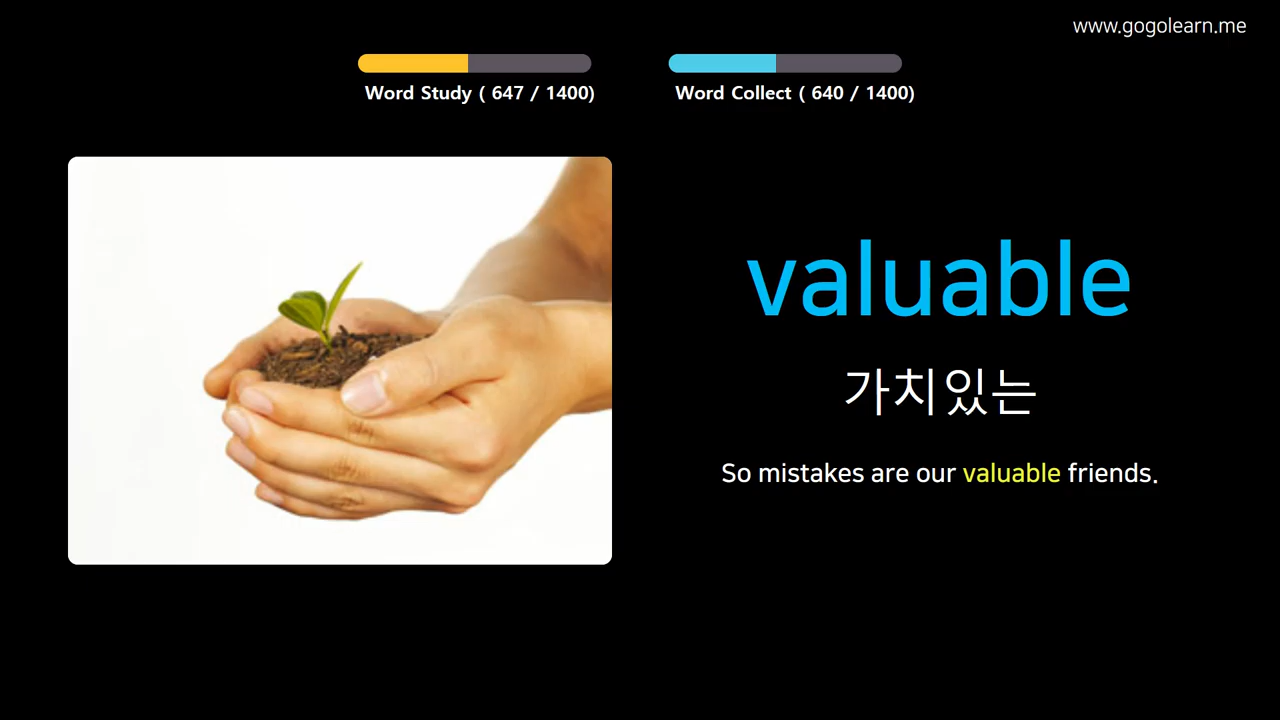 www.gogolearn.me
Word Study ( 647 / 1400)
Word Collect ( 640 / 1400)
valuable
가치있는
So mistakes are our valuable friends.